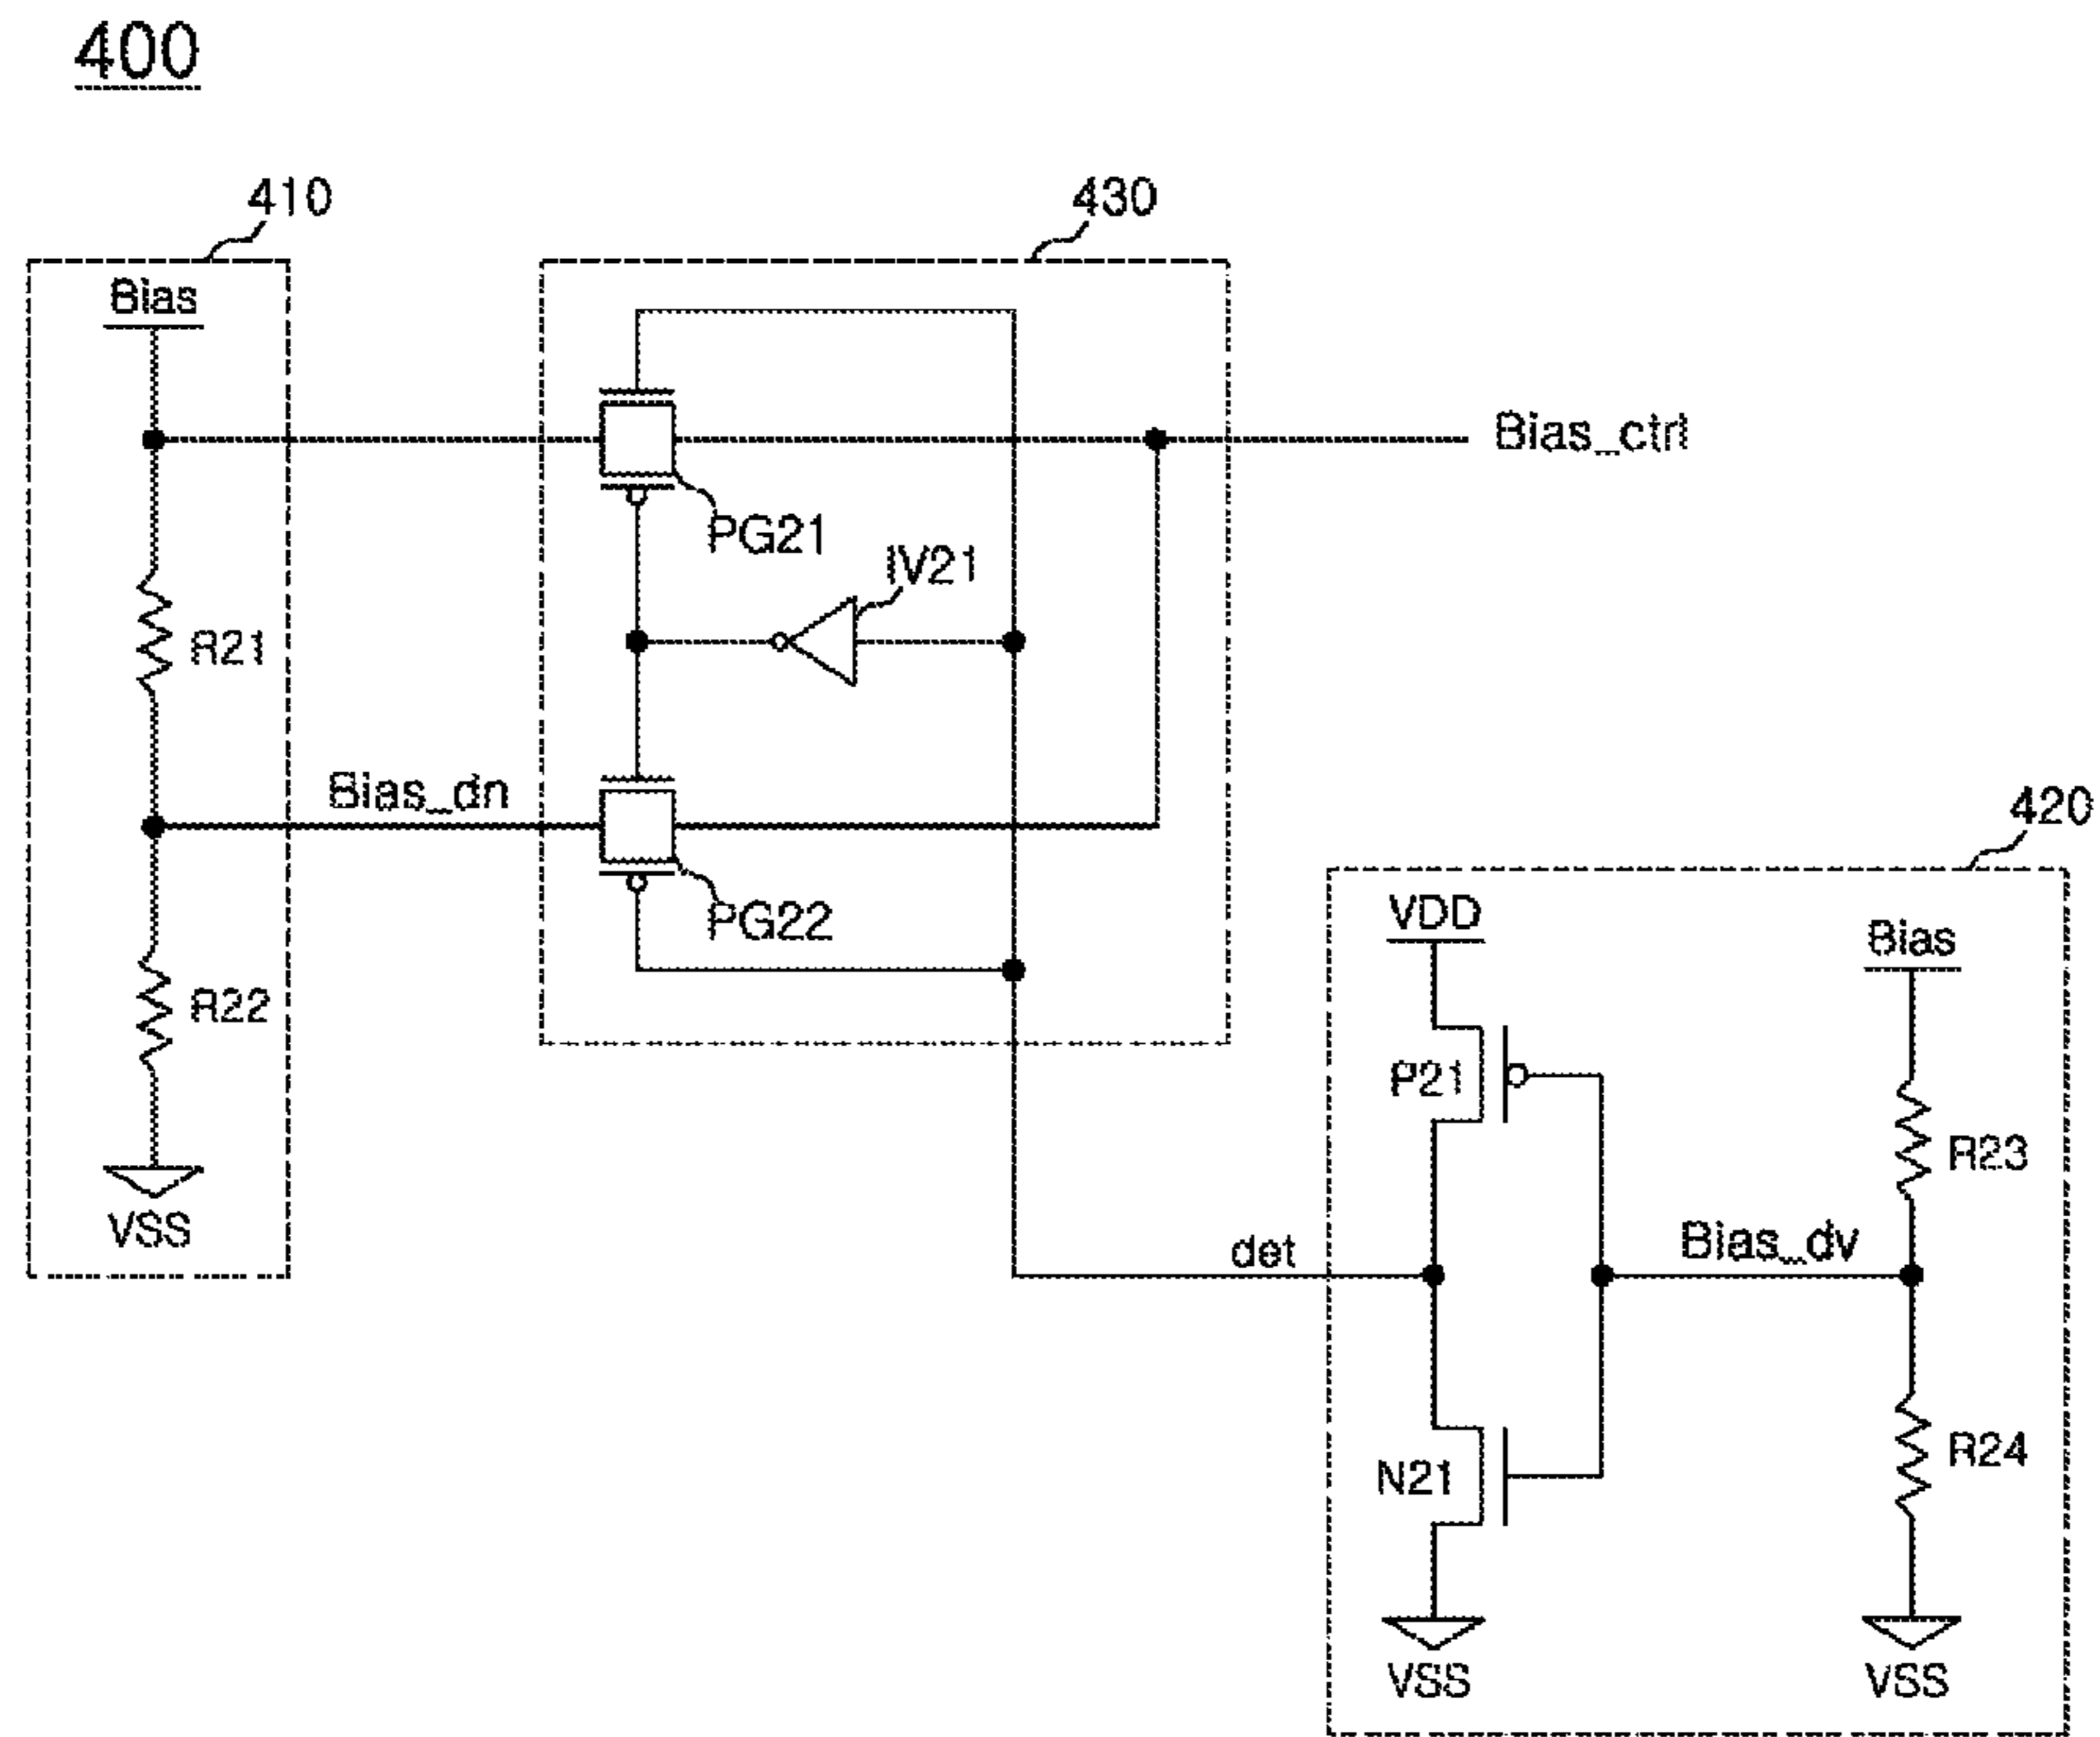 400
410
430
Bias
Bias_ctrl
PG21
IV21
R21
Bias_dn
420
PG22
VDD
Bias
R22
P21
R23
VSS
det
Bias_dv
N21
R24
VSS
VSS